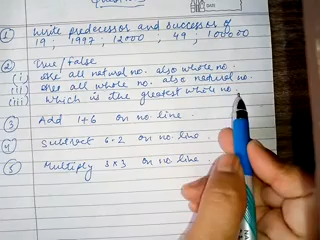 ① Write predecessor and successor of
19, 1997, 12000, 49, 100000
② True/False
(i) Are all natural no. also whole no.
(ii) Are all whole no. also natural no.
(iii) Which is the greatest whole no.
③ Add 1+6 on no line.
④ Subtract 6-2 on no line.
⑤ Multiply 3×3 on no line